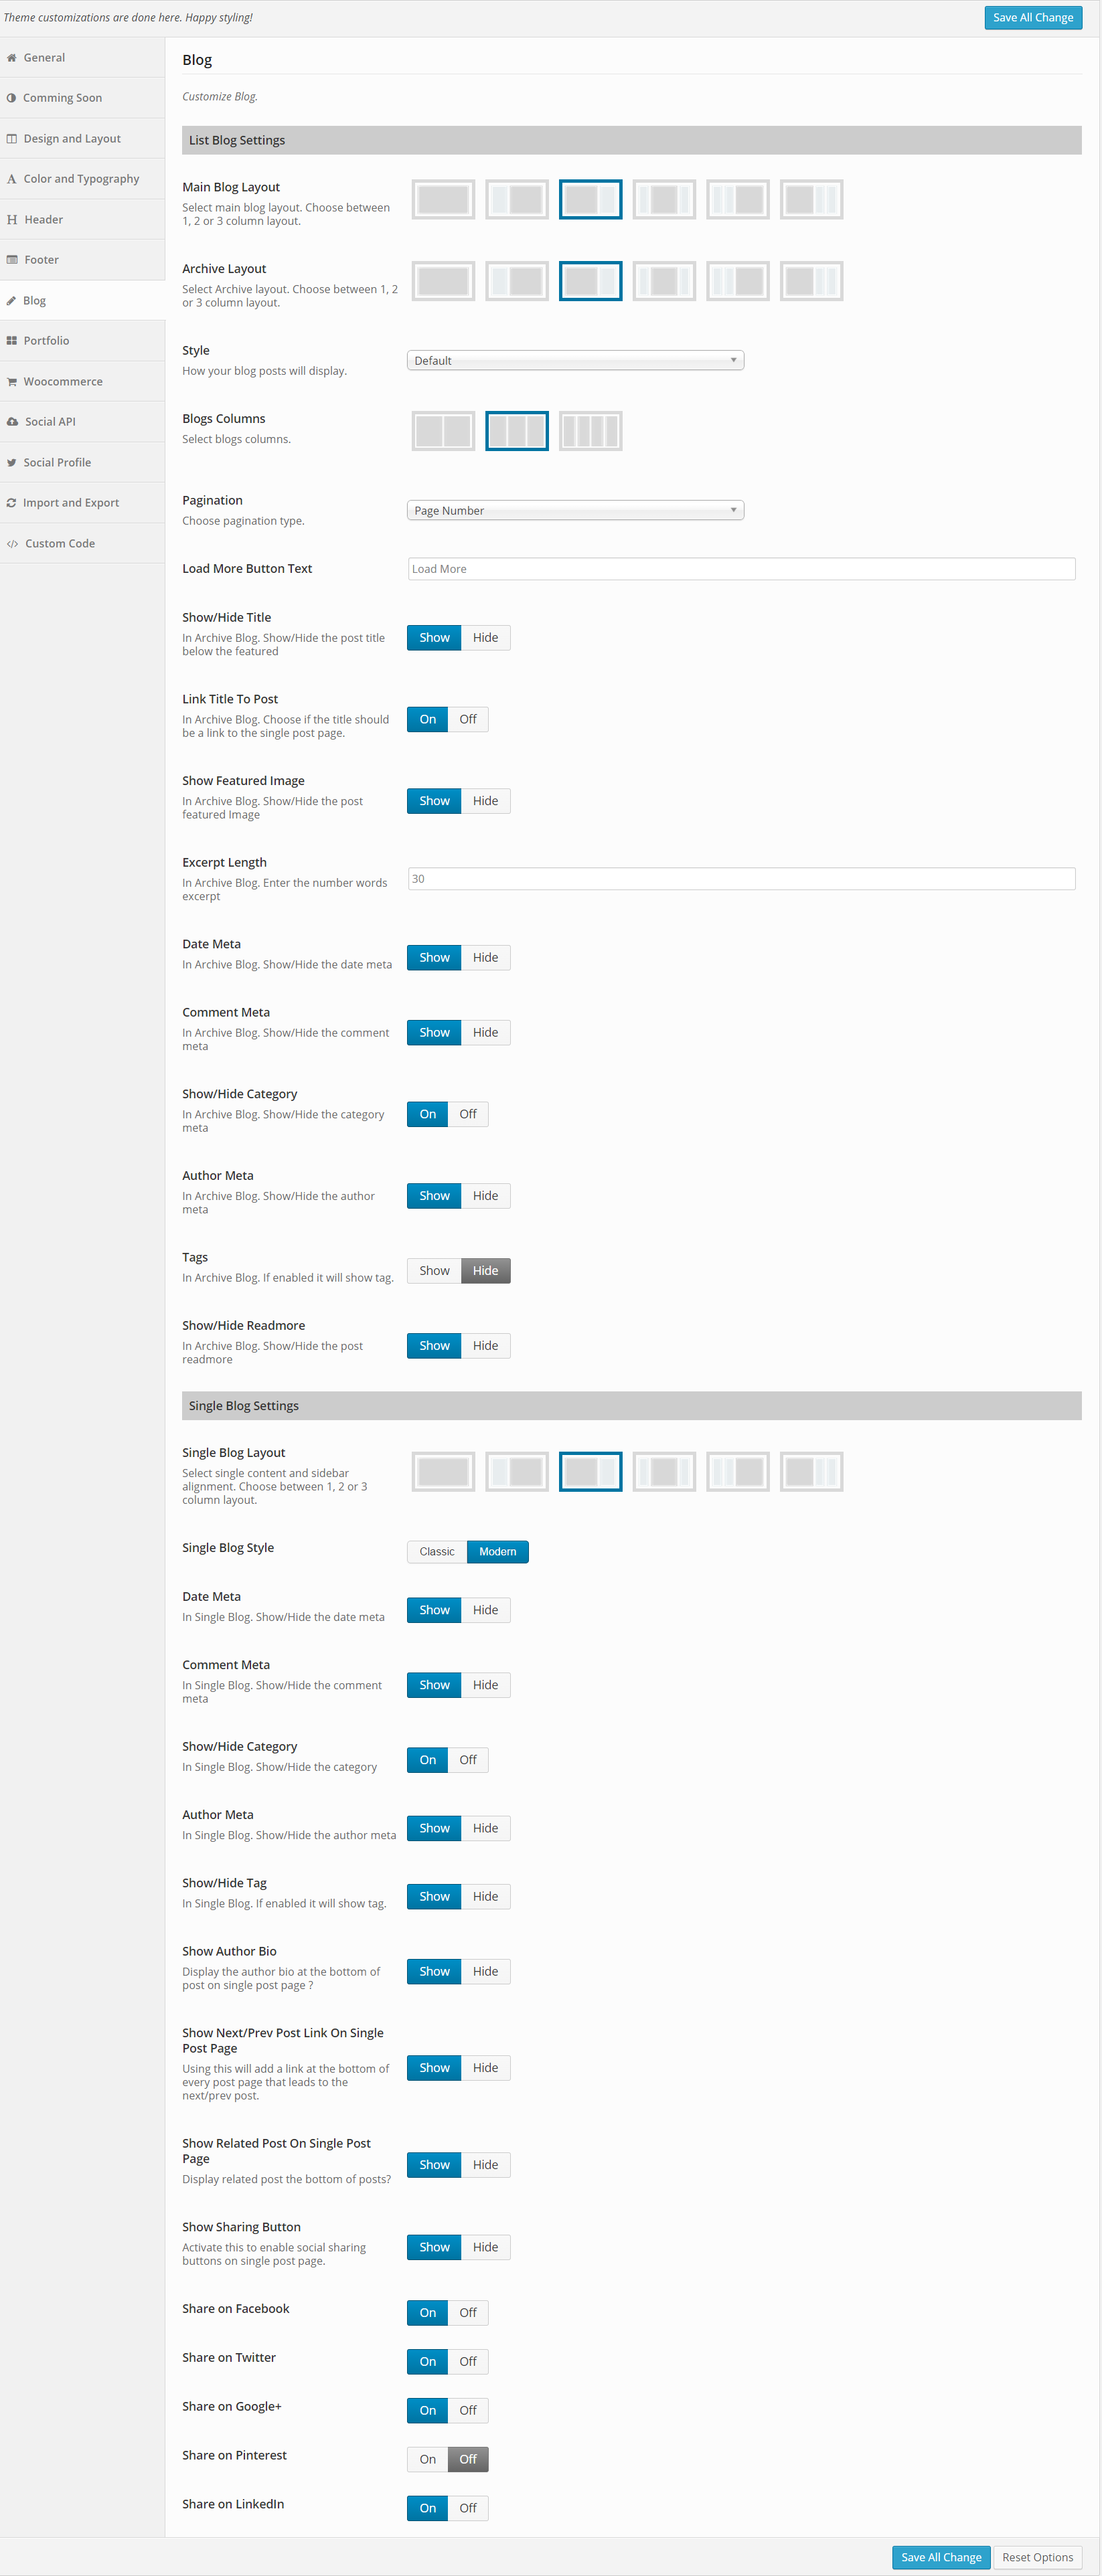 Theme customizations are done here. Happy styling!
Save All Change
General
Comming Soon
Design and Layout
Color and Typography
Header
Footer
Blog
Portfolio
Woocommerce
Social API
Social Profile
Import and Export
Custom Code
Blog
Customize Blog.
List Blog Settings
Main Blog Layout
Select main blog layout. Choose between
1, 2 or 3 column layout.
Archive Layout
Select Archive layout. Choose between 1, 2
or 3 column layout.
Style
How your blog posts will display.
Default
Blogs Columns
Select blogs columns.
Pagination
Choose pagination type.
Page Number
Load More Button Text
Load More
Show/Hide Title
In Archive Blog. Show/Hide the post title
below the featured
Show Hide
Link Title To Post
In Archive Blog. Choose if the title should
be a link to the single post page.
On Off
Show Featured Image
In Archive Blog. Show/Hide the post
featured Image
Show Hide
Excerpt Length
In Archive Blog. Enter the number words
excerpt
30
Date Meta
In Archive Blog. Show/Hide the date meta
Show Hide
Comment Meta
In Archive Blog. Show/Hide the comment
meta
Show Hide
Show/Hide Category
In Archive Blog. Show/Hide the category
meta
On Off
Author Meta
In Archive Blog. Show/Hide the author
meta
Show Hide
Tags
In Archive Blog. If enabled it will show tag.
Show Hide
Show/Hide Readmore
In Archive Blog. Show/Hide the post
readmore
Show Hide
Single Blog Settings
Single Blog Layout
Select single content and sidebar
alignment. Choose between 1, 2 or 3
column layout.
Single Blog Style
Classic Modern
Date Meta
In Single Blog. Show/Hide the date meta
Show Hide
Comment Meta
In Single Blog. Show/Hide the comment
meta
Show Hide
Show/Hide Category
In Single Blog. Show/Hide the category
On Off
Author Meta
In Single Blog. Show/Hide the author meta
Show Hide
Show/Hide Tag
In Single Blog. If enabled it will show tag.
Show Hide
Show Author Bio
Display the author bio at the bottom of
post on single post page ?
Show Hide
Show Next/Prev Post Link On Single
Post Page
Using this will add a link at the bottom of
every post page that leads to the
next/prev post.
Show Hide
Show Related Post On Single Post
Page
Display related post the bottom of posts?
Show Hide
Show Sharing Button
Activate this to enable social sharing
buttons on single post page.
Show Hide
Share on Facebook
On Off
Share on Twitter
On Off
Share on Google+
On Off
Share on Pinterest
On Off
Share on LinkedIn
On Off
Save All Change
Reset Options